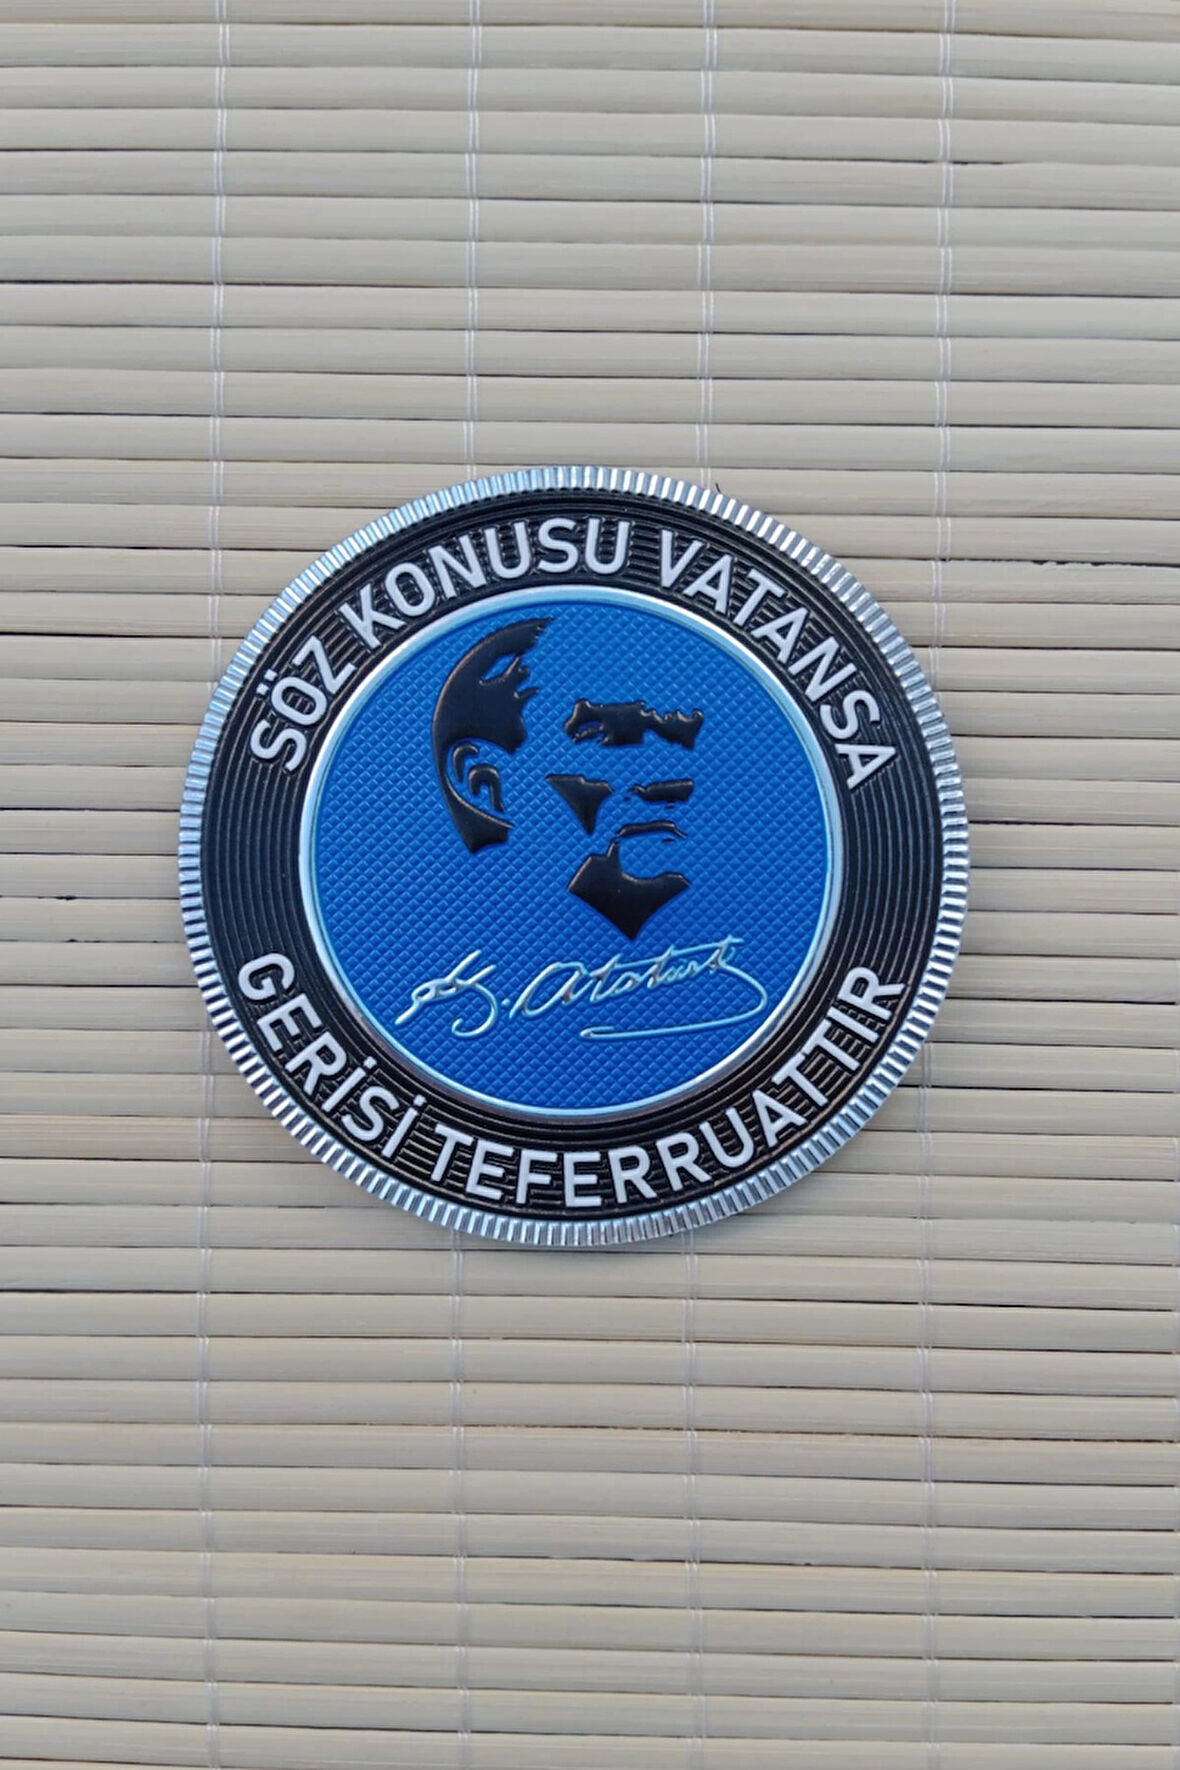 SÖZ KONUSU VATANSA
K. Atatürk
GERİSİ TEFERRUATTIR